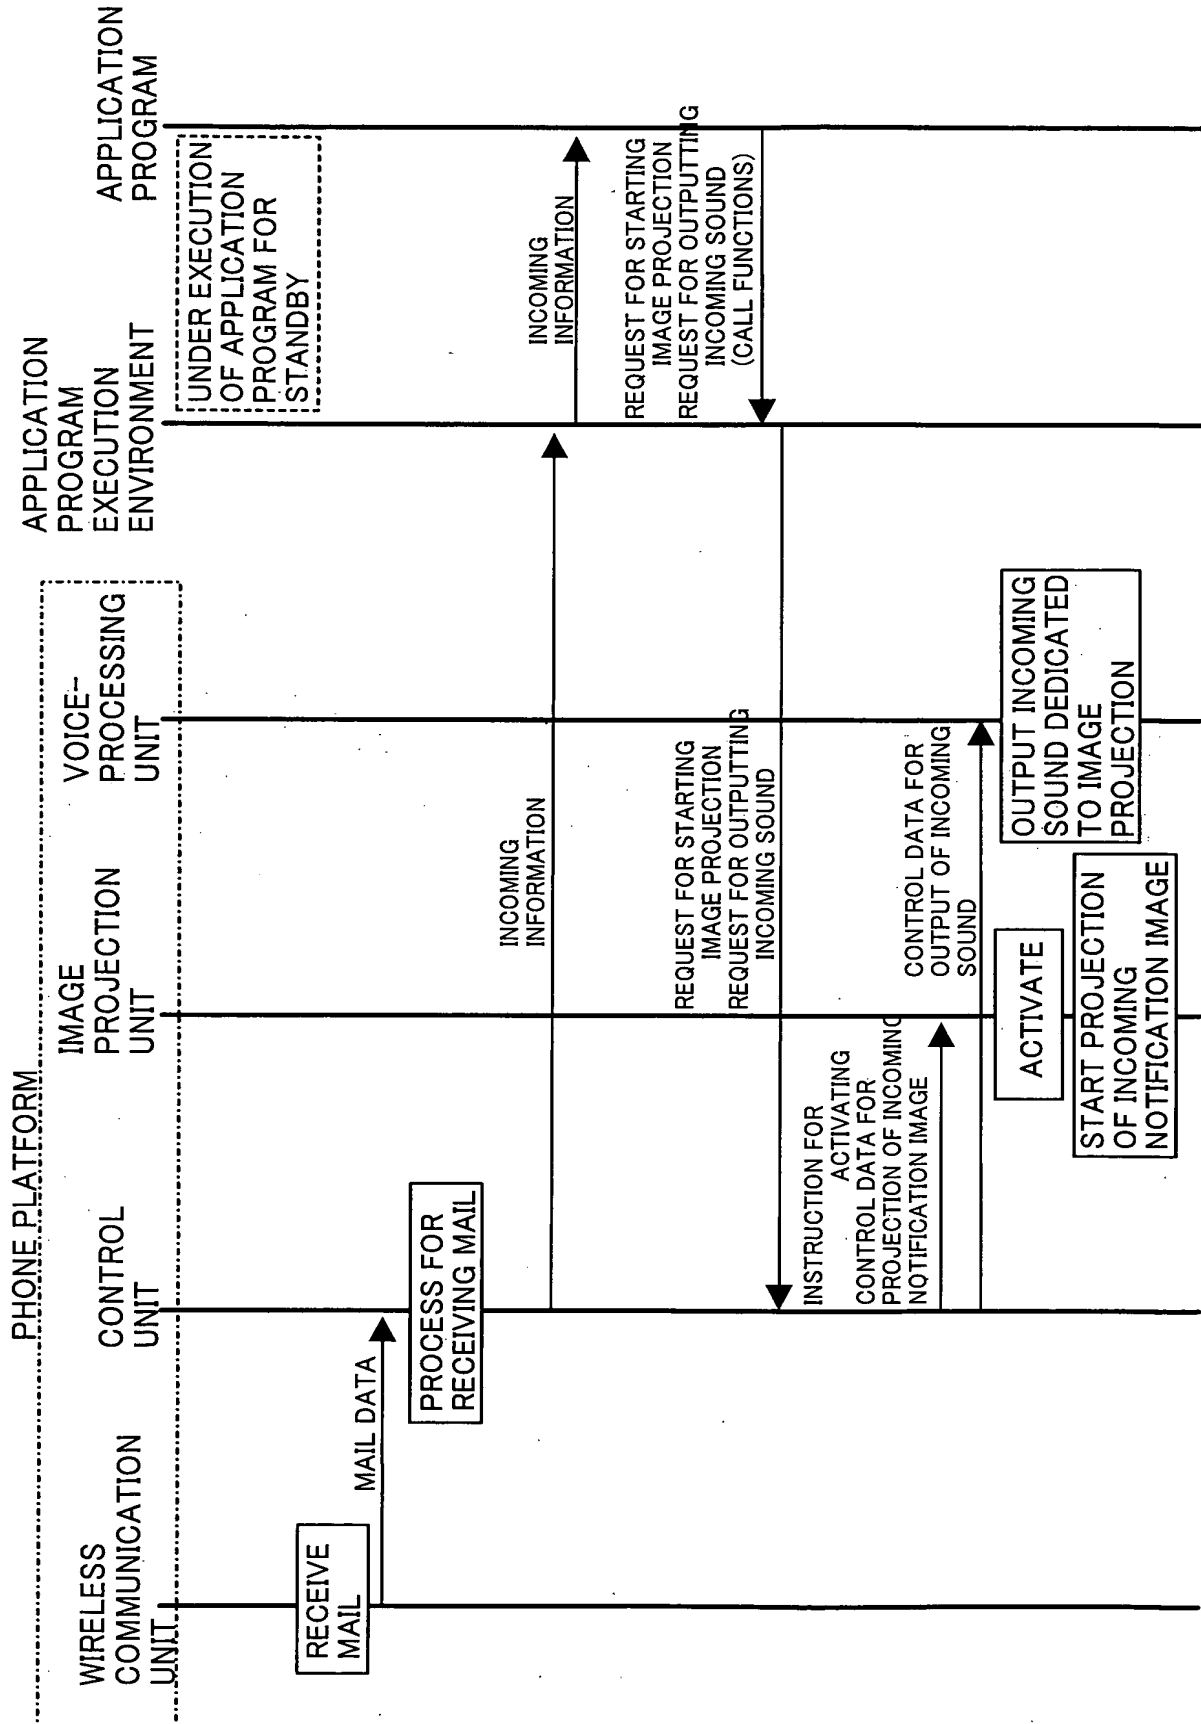 PHONE PLATFORM
WIRELESS
COMMUNICATION
UNIT
CONTROL
UNIT
IMAGE
PROJECTION
UNIT
VOICE-
PROCESSING
UNIT
APPLICATION
PROGRAM
EXECUTION
ENVIRONMENT
APPLICATION
PROGRAM
UNDER EXECUTION
OF APPLICATION
PROGRAM FOR
STANDBY
RECEIVE
MAIL
MAIL DATA
PROCESS FOR
RECEIVING MAIL
INCOMING
INFORMATION
INCOMING
INFORMATION
REQUEST FOR STARTING
IMAGE PROJECTION
REQUEST FOR OUTPUTTING
INCOMING SOUND
(CALL FUNCTIONS)
REQUEST FOR STARTING
IMAGE PROJECTION
REQUEST FOR OUTPUTTING
INCOMING SOUND
INSTRUCTION FOR
ACTIVATING
CONTROL DATA FOR
PROJECTION OF INCOMING
NOTIFICATION IMAGE
CONTROL DATA FOR
OUTPUT OF INCOMING
SOUND
ACTIVATE
OUTPUT INCOMING
SOUND DEDICATED
TO IMAGE
PROJECTION
START PROJECTION
OF INCOMING
NOTIFICATION IMAGE